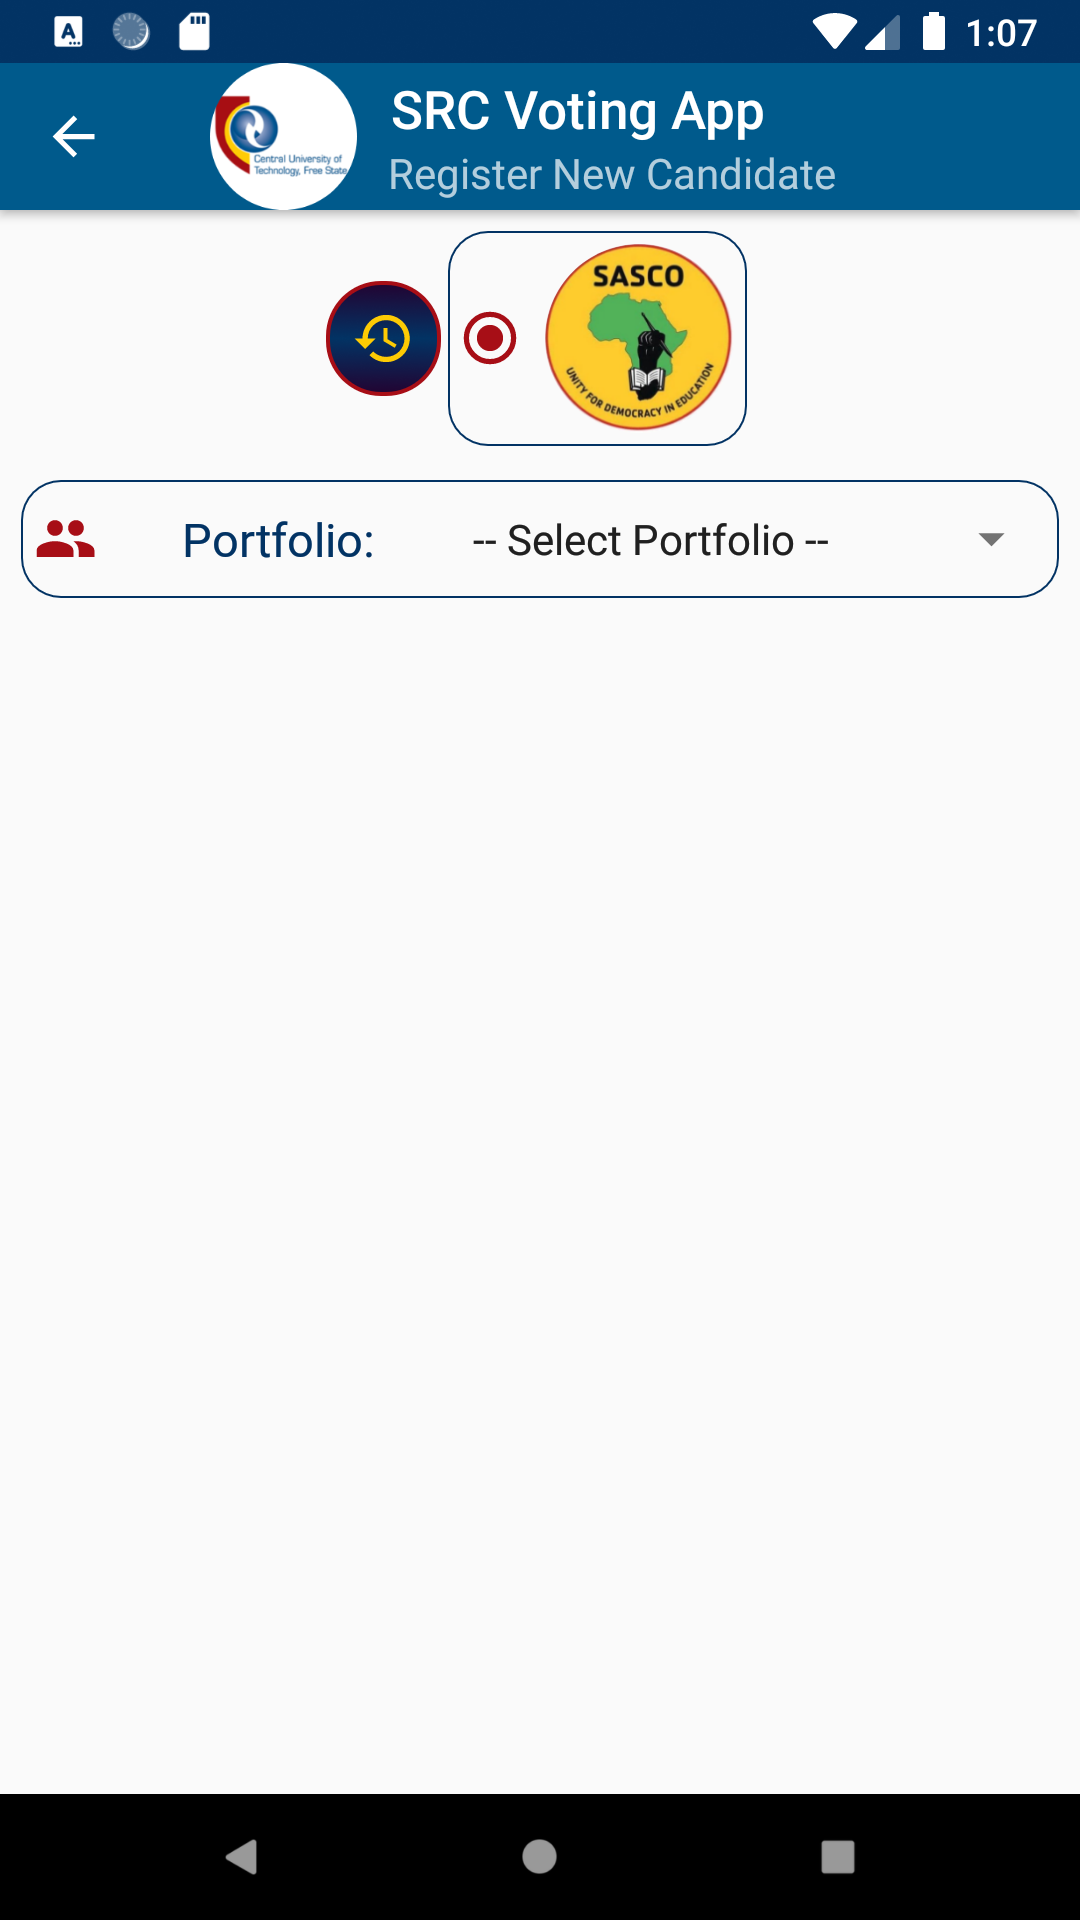 A
1:07
SRC Voting App
Register New Candidate
Central University of
Technology, Free State
SASCO
UNITY FOR DEMOCRACY IN EDUCATION
Portfolio:
-- Select Portfolio --